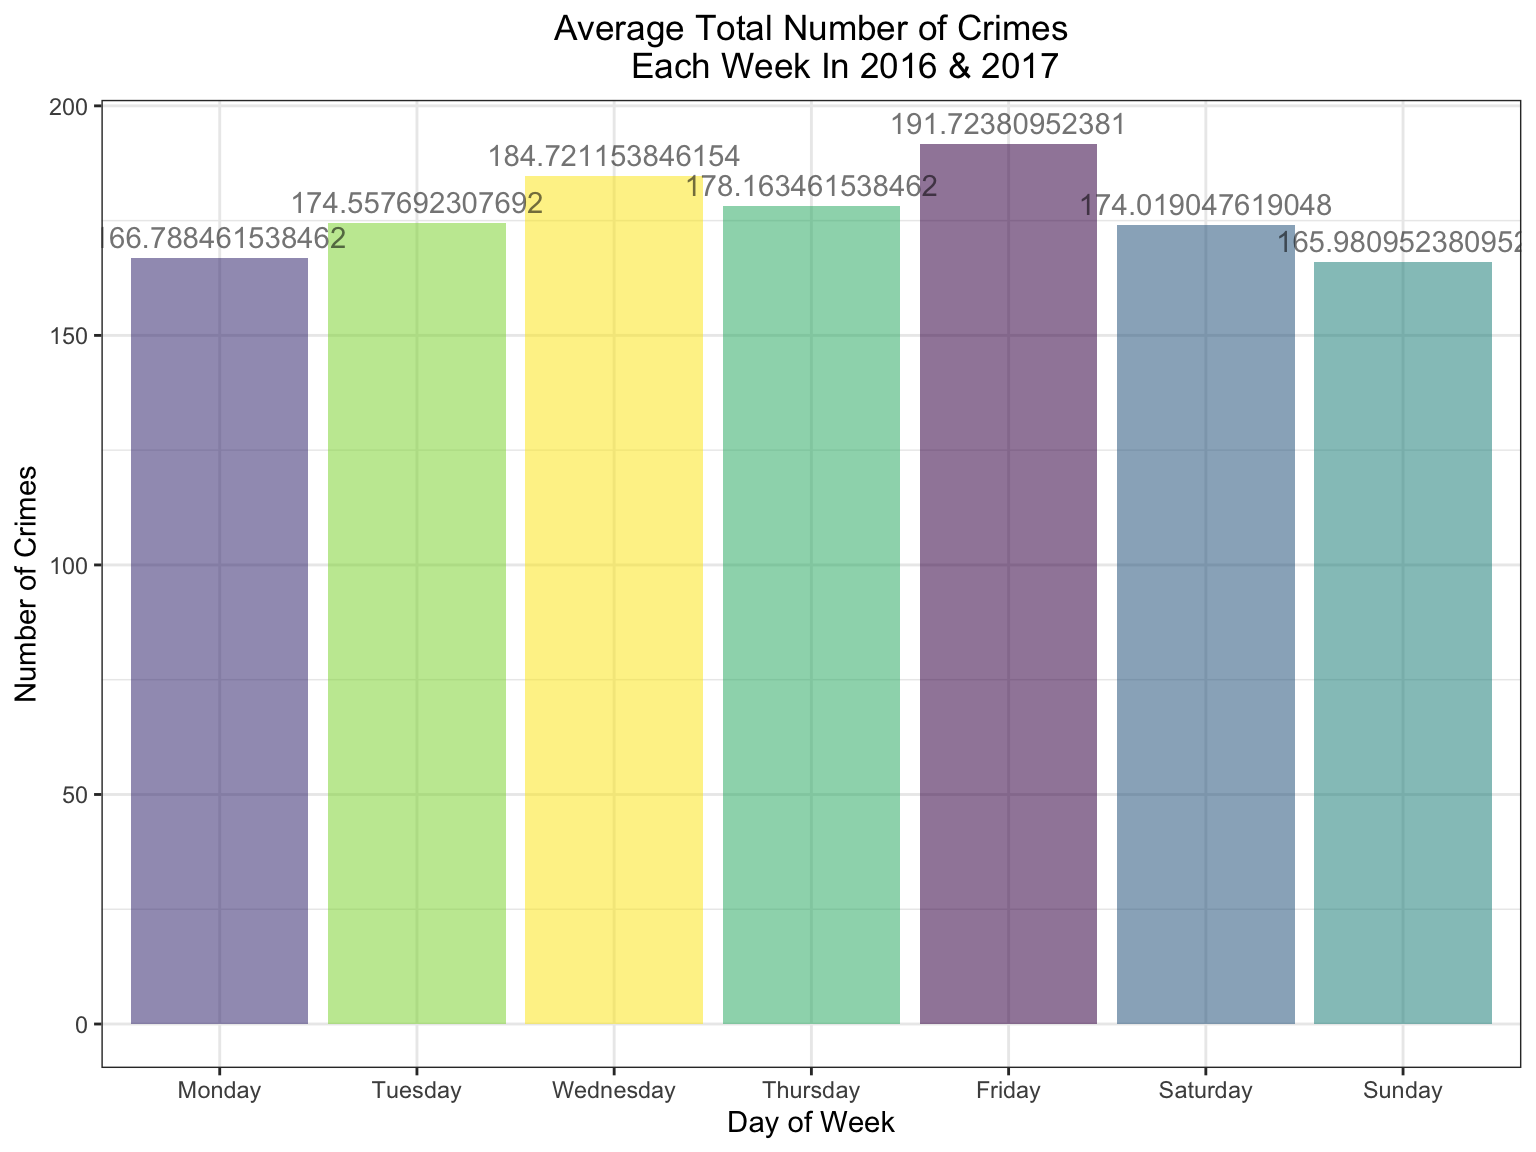 Average Total Number of Crimes
Each Week In 2016 & 2017
200
150
100
50
0
Number of Crimes
166.788461538462
174.557692307692
184.721153846154
178.163461538462
191.72380952381
174.019047619048
165.980952380952
Monday
Tuesday
Wednesday
Thursday
Friday
Saturday
Sunday
Day of Week